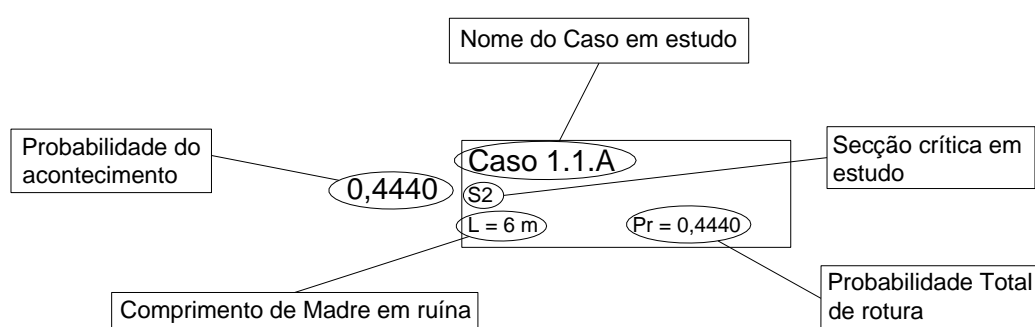 Nome do Caso em estudo
Probabilidade do
acontecimento
0,4440
Caso 1.1.A
S2
L = 6 m
Pr = 0,4440
Secção crítica em
estudo
Comprimento de Madre em ruína
Probabilidade Total
de rotura